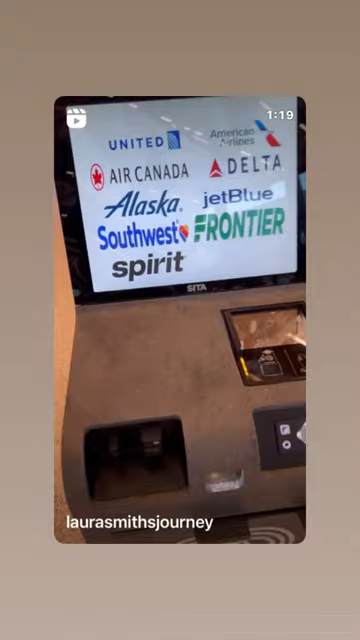 1:19
UNITED American Airlines
AIR CANADA DELTA
Alaska jetBlue
Southwest FRONTIER
spirit
SITA
laurasmithsjourney